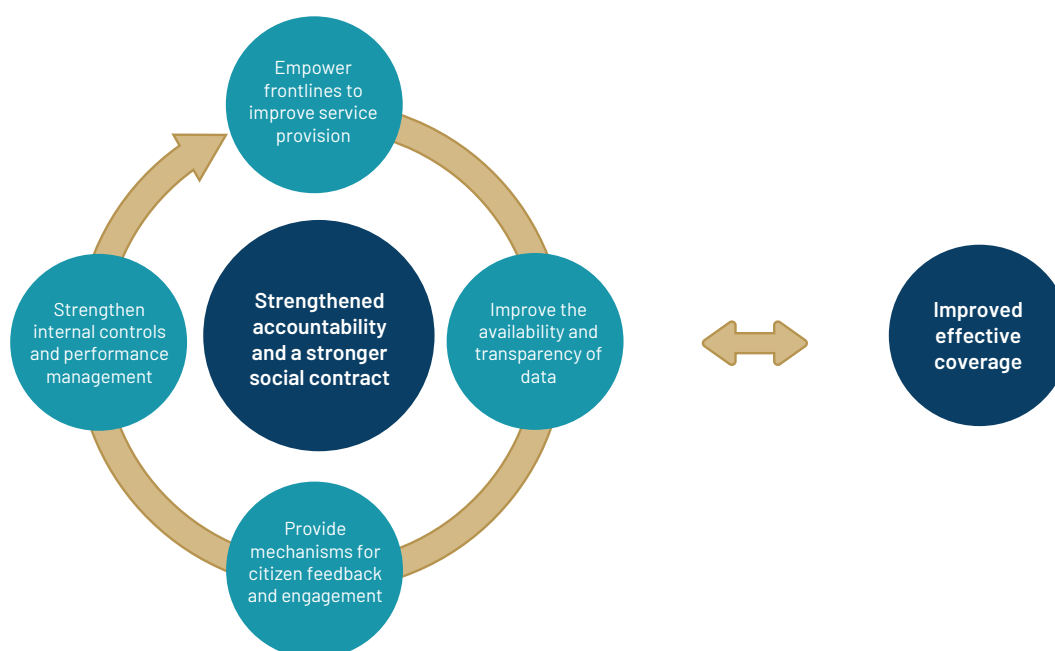 Empower
frontlines to
improve service
provision
Strengthen
internal controls
and performance
management
Strengthened
accountability
and a stronger
social contract
Improve the
availability and
transparency of
data
Improved
effective
coverage
Provide
mechanisms for
citizen feedback
and engagement